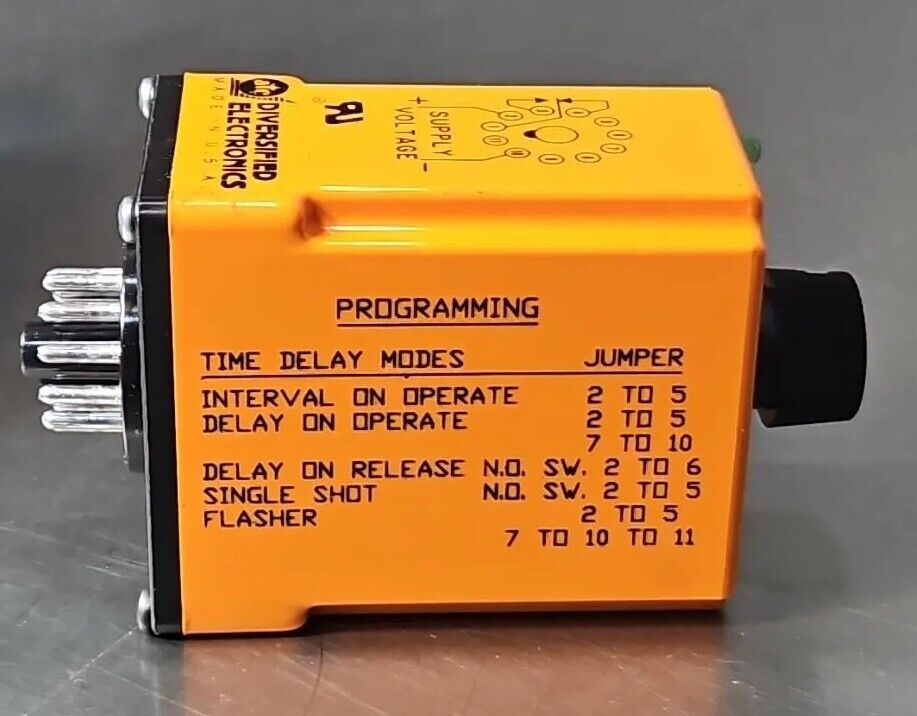 DIVERSIFIED
ELECTRONICS
MADE IN U.S.A.
+ SUPPLY -
VOLTAGE
PROGRAMMING
TIME DELAY MODES JUMPER
INTERVAL ON OPERATE 2 TO 5
DELAY ON OPERATE 2 TO 5
7 TO 10
DELAY ON RELEASE N.O. SW. 2 TO 6
SINGLE SHOT N.O. SW. 2 TO 5
FLASHER 2 TO 5
7 TO 10 TO 11